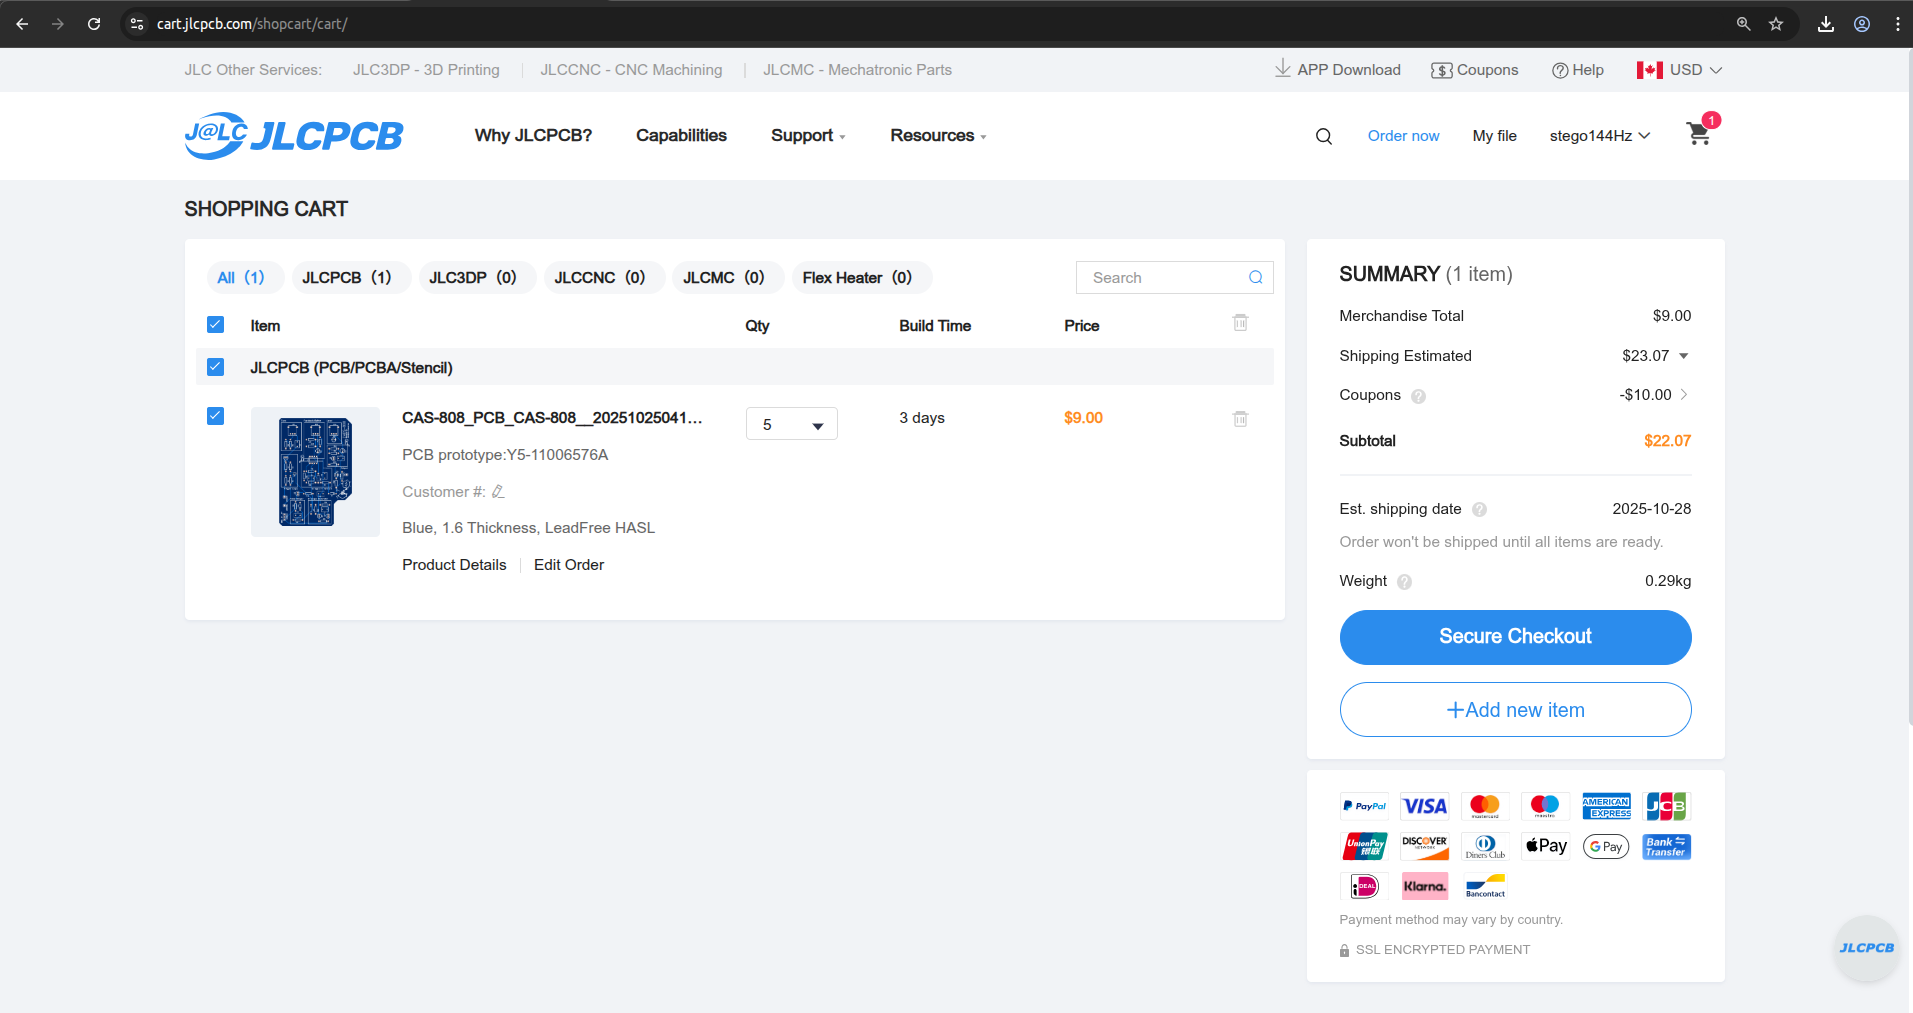 cart.jlcpcb.com/shopcart/cart/
JLC Other Services: JLC3DP - 3D Printing JLCCNC - CNC Machining JLCMC - Mechatronic Parts APP Download Coupons Help USD
J@LC JLCPCB Why JLCPCB? Capabilities Support Resources Order now My file stego144Hz 1
SHOPPING CART
All (1) JLCPCB (1) JLC3DP (0) JLCCNC (0) JLCMC (0) Flex Heater (0) Search
Item Qty Build Time Price
JLCPCB (PCB/PCBA/Stencil)
CAS-808_PCB_CAS-808__20251025041... 5 3 days $9.00
PCB prototype:Y5-11006576A
Customer #:
Blue, 1.6 Thickness, LeadFree HASL
Product Details Edit Order
SUMMARY (1 item)
Merchandise Total $9.00
Shipping Estimated $23.07
Coupons ? -$10.00
Subtotal $22.07
Est. shipping date ? 2025-10-28
Order won't be shipped until all items are ready.
Weight ? 0.29kg
Secure Checkout
+Add new item
PayPal VISA mastercard maestro AMERICAN EXPRESS JCB
UnionPay 银联 DISCOVER NETWORK Diners Club Pay G Pay Bank Transfer
iDEAL Klarna. Bancontact
Payment method may vary by country.
SSL ENCRYPTED PAYMENT
JLCPCB